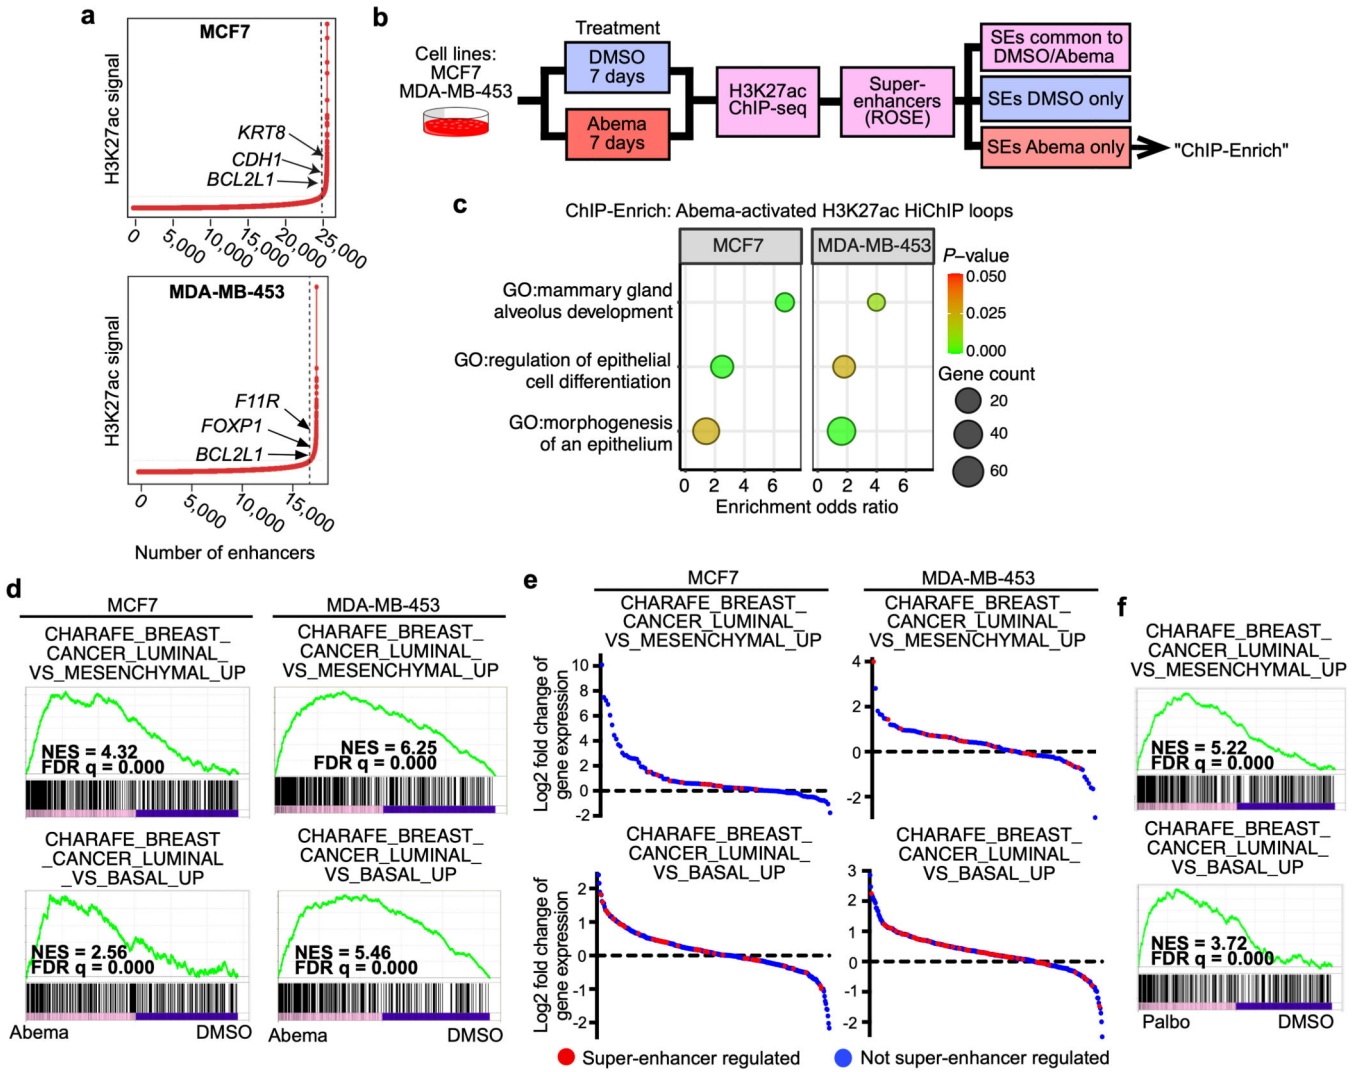 a
MCF7
H3K27ac signal
KRT8
CDH1
BCL2L1
0
5,000
10,000
15,000
20,000
25,000
MDA-MB-453
H3K27ac signal
F11R
FOXP1
BCL2L1
0
5,000
10,000
15,000
Number of enhancers
b
Cell lines:
MCF7
MDA-MB-453
Treatment
DMSO
7 days
Abema
7 days
H3K27ac
ChIP-seq
Super-
enhancers
(ROSE)
SEs common to
DMSO/Abema
SEs DMSO only
SEs Abema only
"ChIP-Enrich"
c
ChIP-Enrich: Abema-activated H3K27ac HiChIP loops
MCF7
MDA-MB-453
GO:mammary gland
alveolus development
GO:regulation of epithelial
cell differentiation
GO:morphogenesis
of an epithelium
0 2 4 6
0 2 4 6
Enrichment odds ratio
P–value
0.050
0.025
0.000
Gene count
20
40
60
d
MCF7
CHARAFE_BREAST_
CANCER_LUMINAL_
VS_MESENCHYMAL_UP
NES = 4.32
FDR q = 0.000
MDA-MB-453
CHARAFE_BREAST_
CANCER_LUMINAL_
VS_MESENCHYMAL_UP
NES = 6.25
FDR q = 0.000
CHARAFE_BREAST
_CANCER_LUMINAL
_VS_BASAL_UP
NES = 2.56
FDR q = 0.000
Abema
DMSO
CHARAFE_BREAST_
CANCER_LUMINAL_
VS_BASAL_UP
NES = 5.46
FDR q = 0.000
Abema
DMSO
e
MCF7
CHARAFE_BREAST_
CANCER_LUMINAL_
VS_MESENCHYMAL_UP
Log2 fold change of
gene expression
10
8
6
4
2
0
-2
MDA-MB-453
CHARAFE_BREAST_
CANCER_LUMINAL_
VS_MESENCHYMAL_UP
4
2
0
-2
CHARAFE_BREAST_
CANCER_LUMINAL_
VS_BASAL_UP
Log2 fold change of
gene expression
2
1
0
-1
-2
CHARAFE_BREAST_
CANCER_LUMINAL_
VS_BASAL_UP
3
2
1
0
-1
-2
Super-enhancer regulated
Not super-enhancer regulated
f
CHARAFE_BREAST_
CANCER_LUMINAL_
VS_MESENCHYMAL_UP
NES = 5.22
FDR q = 0.000
CHARAFE_BREAST_
CANCER_LUMINAL_
VS_BASAL_UP
NES = 3.72
FDR q = 0.000
Palbo
DMSO